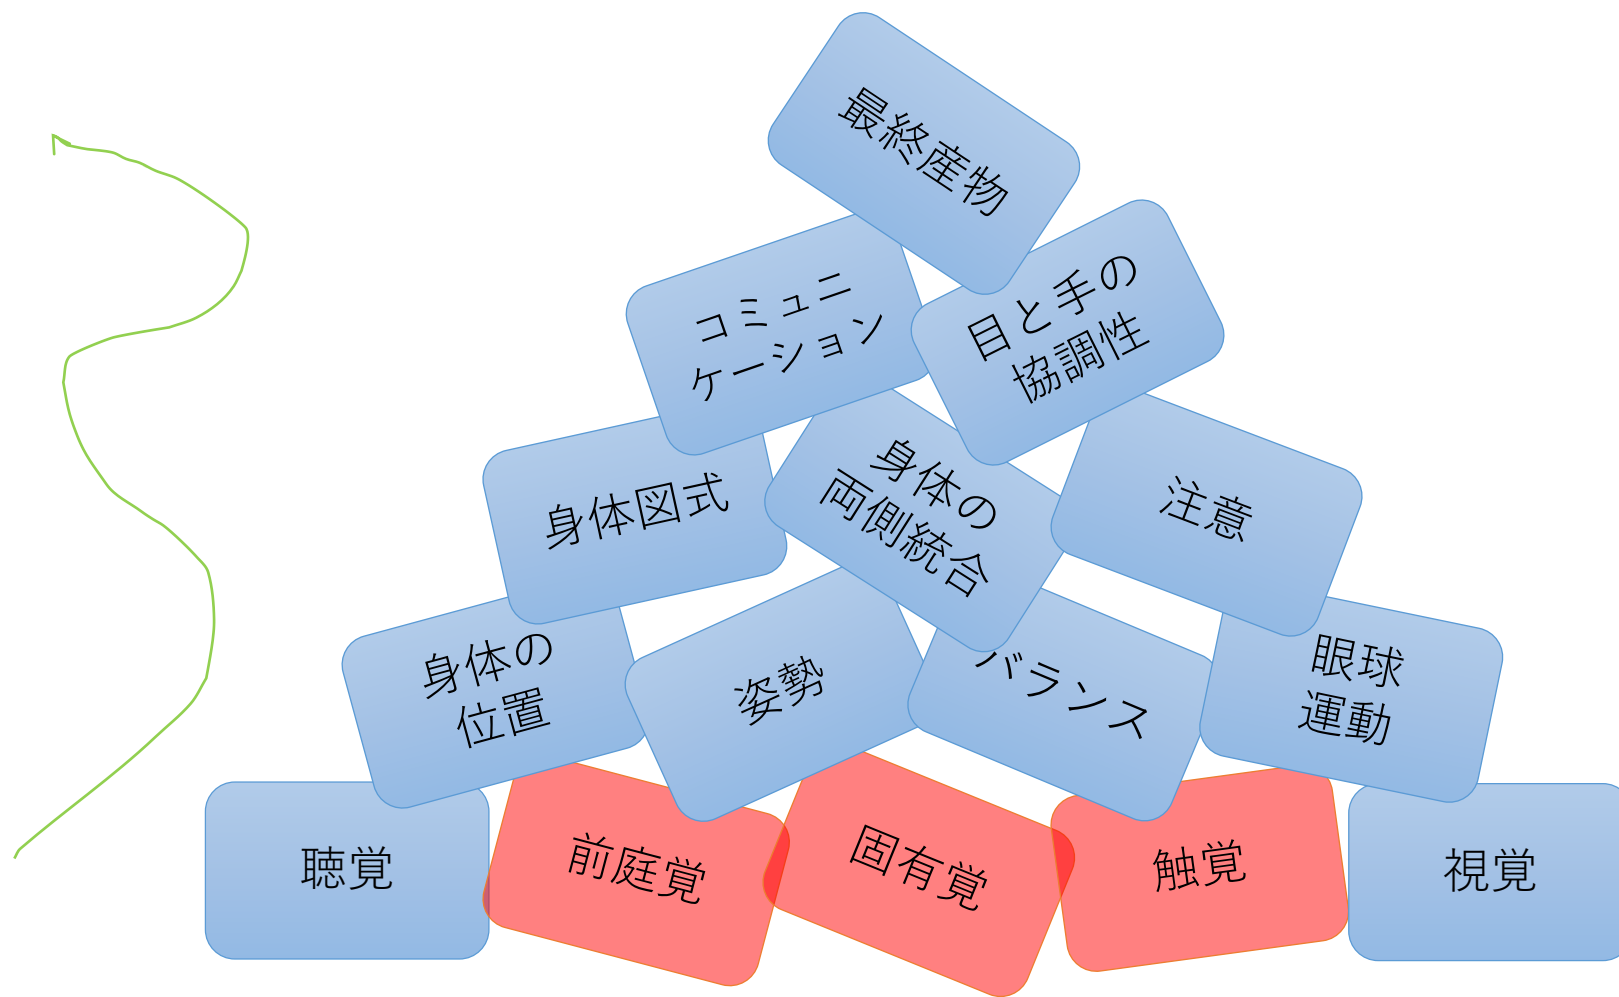 最終産物
コミュニ
ケーション
目と手の
協調性
身体図式
身体の
両側統合
注意
身体の
位置
姿勢
バランス
眼球
運動
聴覚
前庭覚
固有覚
触覚
視覚